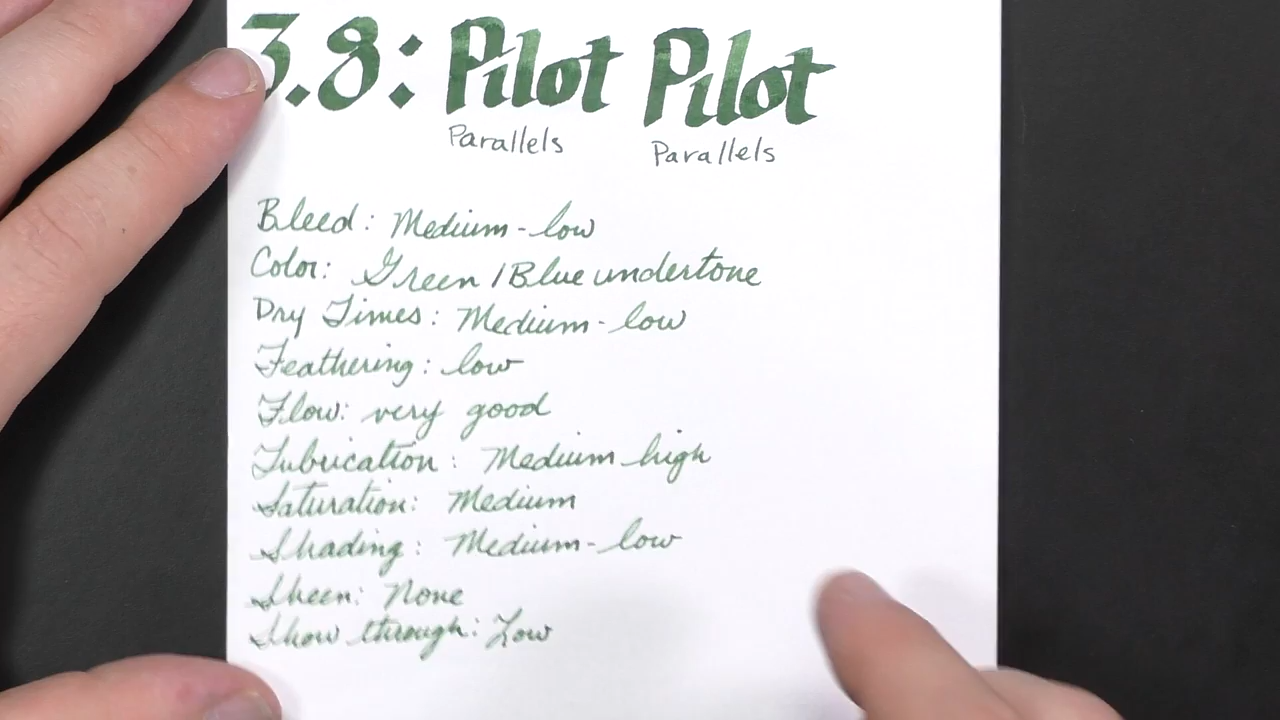 3.8: Pilot Pilot
Parallels Parallels
Bleed: Medium-low
Color: Green/Blue undertone
Dry Times: Medium-low
Feathering: low
Flow: very good
Lubrication: Medium high
Saturation: Medium
Shading: Medium-low
Sheen: None
Show through: Low